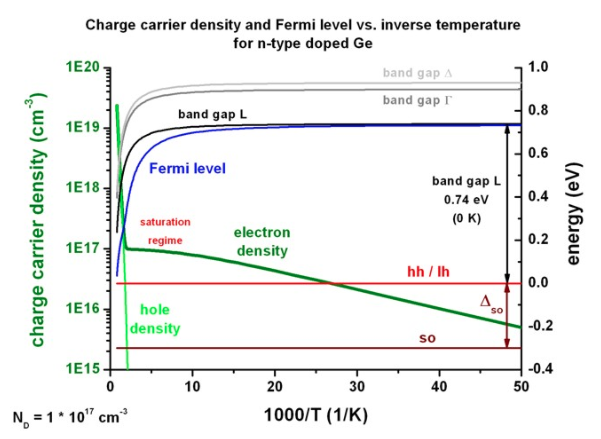 Charge carrier density and Fermi level vs. inverse temperature
for n-type doped Ge
charge carrier density (cm⁻³)
1E20
1E19
1E18
1E17
1E16
1E15
band gap Δ
band gap Γ
band gap L
Fermi level
saturation
regime
electron
density
hole
density
band gap L
0.74 eV
(0 K)
hh / lh
Δso
so
1.0
0.8
0.6
0.4
0.2
0.0
-0.2
-0.4
energy (eV)
0 10 20 30 40 50
1000/T (1/K)
N_D = 1 * 10¹⁷ cm⁻³